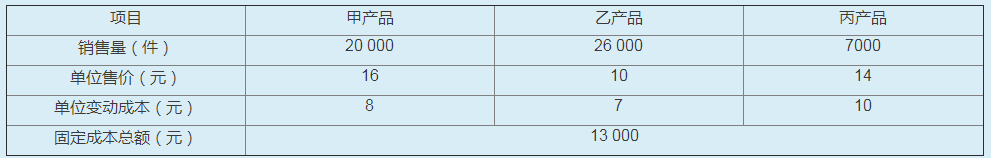 项目 甲产品 乙产品 丙产品
销售量（件） 20 000 26 000 7000
单位售价（元） 16 10 14
单位变动成本（元） 8 7 10
固定成本总额（元） 13 000